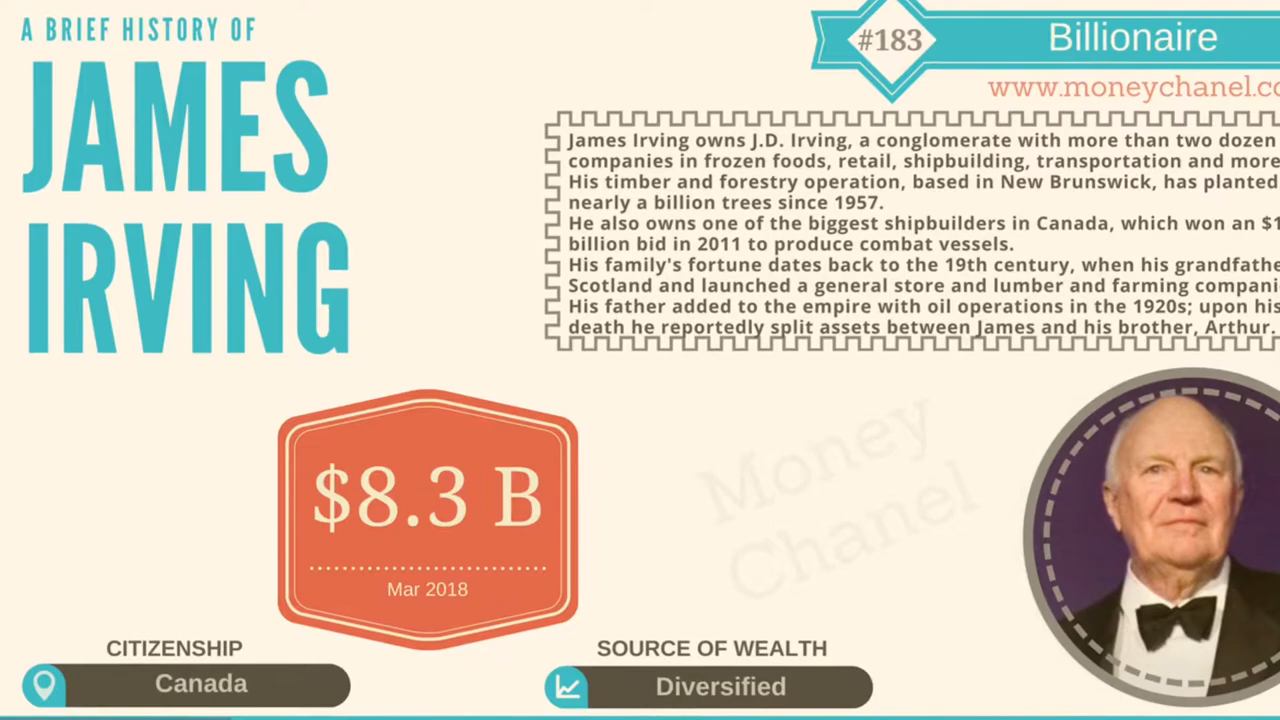 A BRIEF HISTORY OF
JAMES
IRVING
#183
Billionaire
www.moneychanel.co
James Irving owns J.D. Irving, a conglomerate with more than two dozen
companies in frozen foods, retail, shipbuilding, transportation and more
His timber and forestry operation, based in New Brunswick, has planted
nearly a billion trees since 1957.
He also owns one of the biggest shipbuilders in Canada, which won an $1
billion bid in 2011 to produce combat vessels.
His family's fortune dates back to the 19th century, when his grandfathe
Scotland and launched a general store and lumber and farming compani
His father added to the empire with oil operations in the 1920s; upon his
death he reportedly split assets between James and his brother, Arthur.
$8.3 B
Mar 2018
Money
Chanel
CITIZENSHIP
Canada
SOURCE OF WEALTH
Diversified